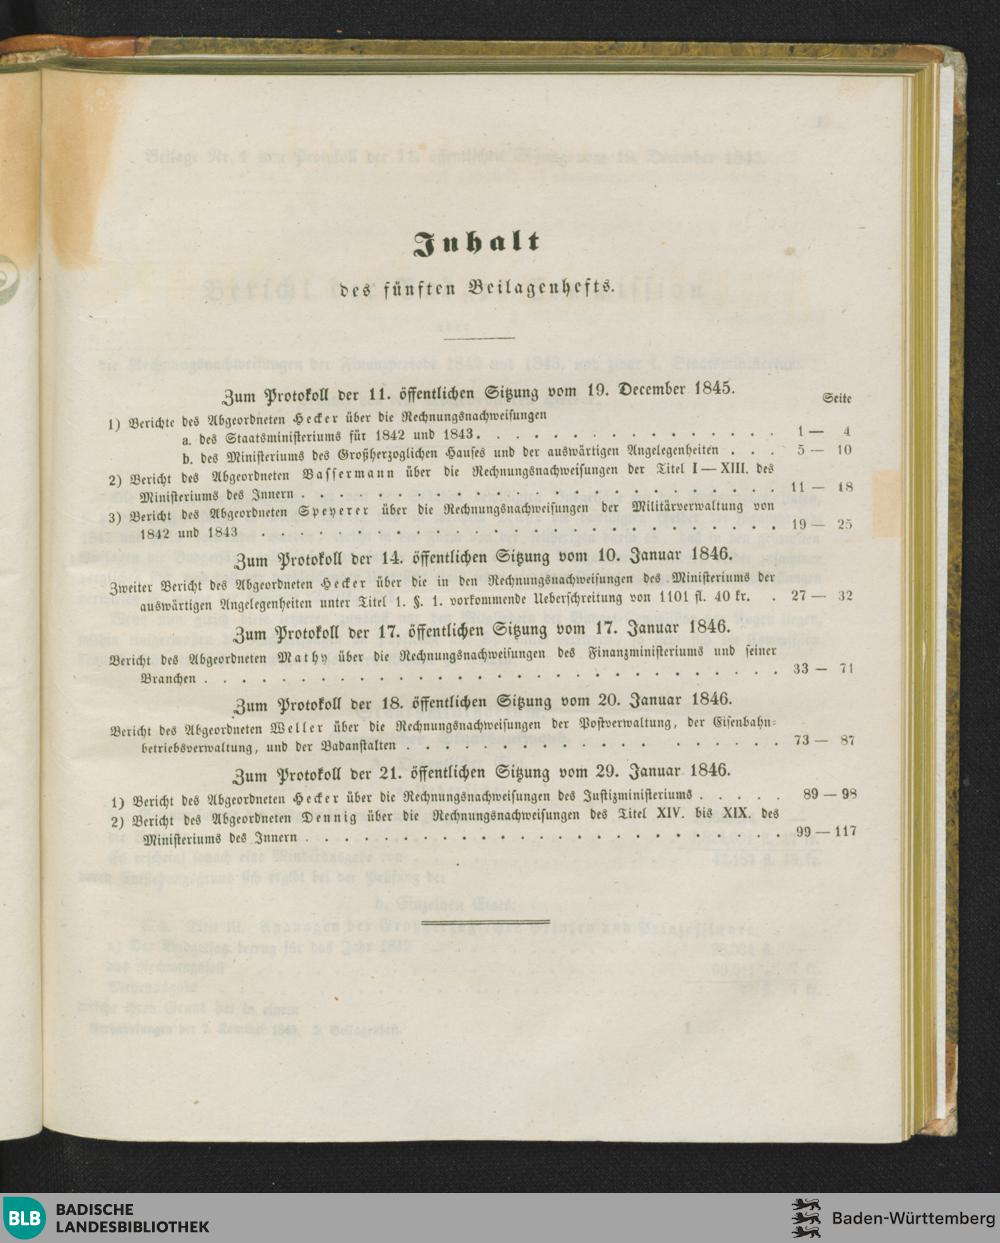 Inhalt
des fünften Beilagenhefts.
Zum Protokoll der 11. öffentlichen Sitzung vom 19. December 1845.
Seite
1) Berichte des Abgeordneten Hecker über die Rechnungsnachweisungen
a. des Staatsministeriums für 1842 und 1843. . . . . . . . . . . . . . . . 1 — 4
b. des Ministeriums des Großherzoglichen Hauses und der auswärtigen Angelegenheiten . . . 5 — 10
2) Bericht des Abgeordneten Bassermann über die Rechnungsnachweisungen der Titel I — XIII. des
Ministeriums des Innern . . . . . . . . . . . . . . . . . . . 11 — 18
3) Bericht des Abgeordneten Speyerer über die Rechnungsnachweisungen der Militärverwaltung von
1842 und 1843 . . . . . . . . . . . . . . . . . . . 19 — 25
Zum Protokoll der 14. öffentlichen Sitzung vom 10. Januar 1846.
Zweiter Bericht des Abgeordneten Hecker über die in den Rechnungsnachweisungen des Ministeriums der
auswärtigen Angelegenheiten unter Titel 1. §. 1. vorkommende Ueberschreitung von 1101 fl. 40 kr. . 27 — 32
Zum Protokoll der 17. öffentlichen Sitzung vom 17. Januar 1846.
Bericht des Abgeordneten Mathy über die Rechnungsnachweisungen des Finanzministeriums und seiner
Branchen . . . . . . . . . . . . . . . . . . . . . . 33 — 71
Zum Protokoll der 18. öffentlichen Sitzung vom 20. Januar 1846.
Bericht des Abgeordneten Weller über die Rechnungsnachweisungen der Postverwaltung, der Eisenbahn-
betriebsverwaltung, und der Badanstalten . . . . . . . . . . . . . . 73 — 87
Zum Protokoll der 21. öffentlichen Sitzung vom 29. Januar 1846.
1) Bericht des Abgeordneten Hecker über die Rechnungsnachweisungen des Justizministeriums . . . . . 89 — 98
2) Bericht des Abgeordneten Dennig über die Rechnungsnachweisungen des Titel XIV. bis XIX. des
Ministeriums des Innern . . . . . . . . . . . . . . . . . . 99 — 117
BLB BADISCHE
LANDESBIBLIOTHEK
Baden-Württemberg